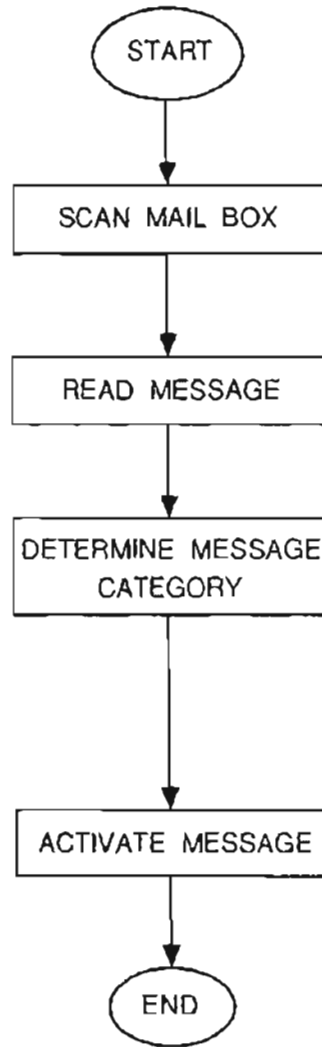 START
SCAN MAIL BOX
READ MESSAGE
DETERMINE MESSAGE
CATEGORY
ACTIVATE MESSAGE
END